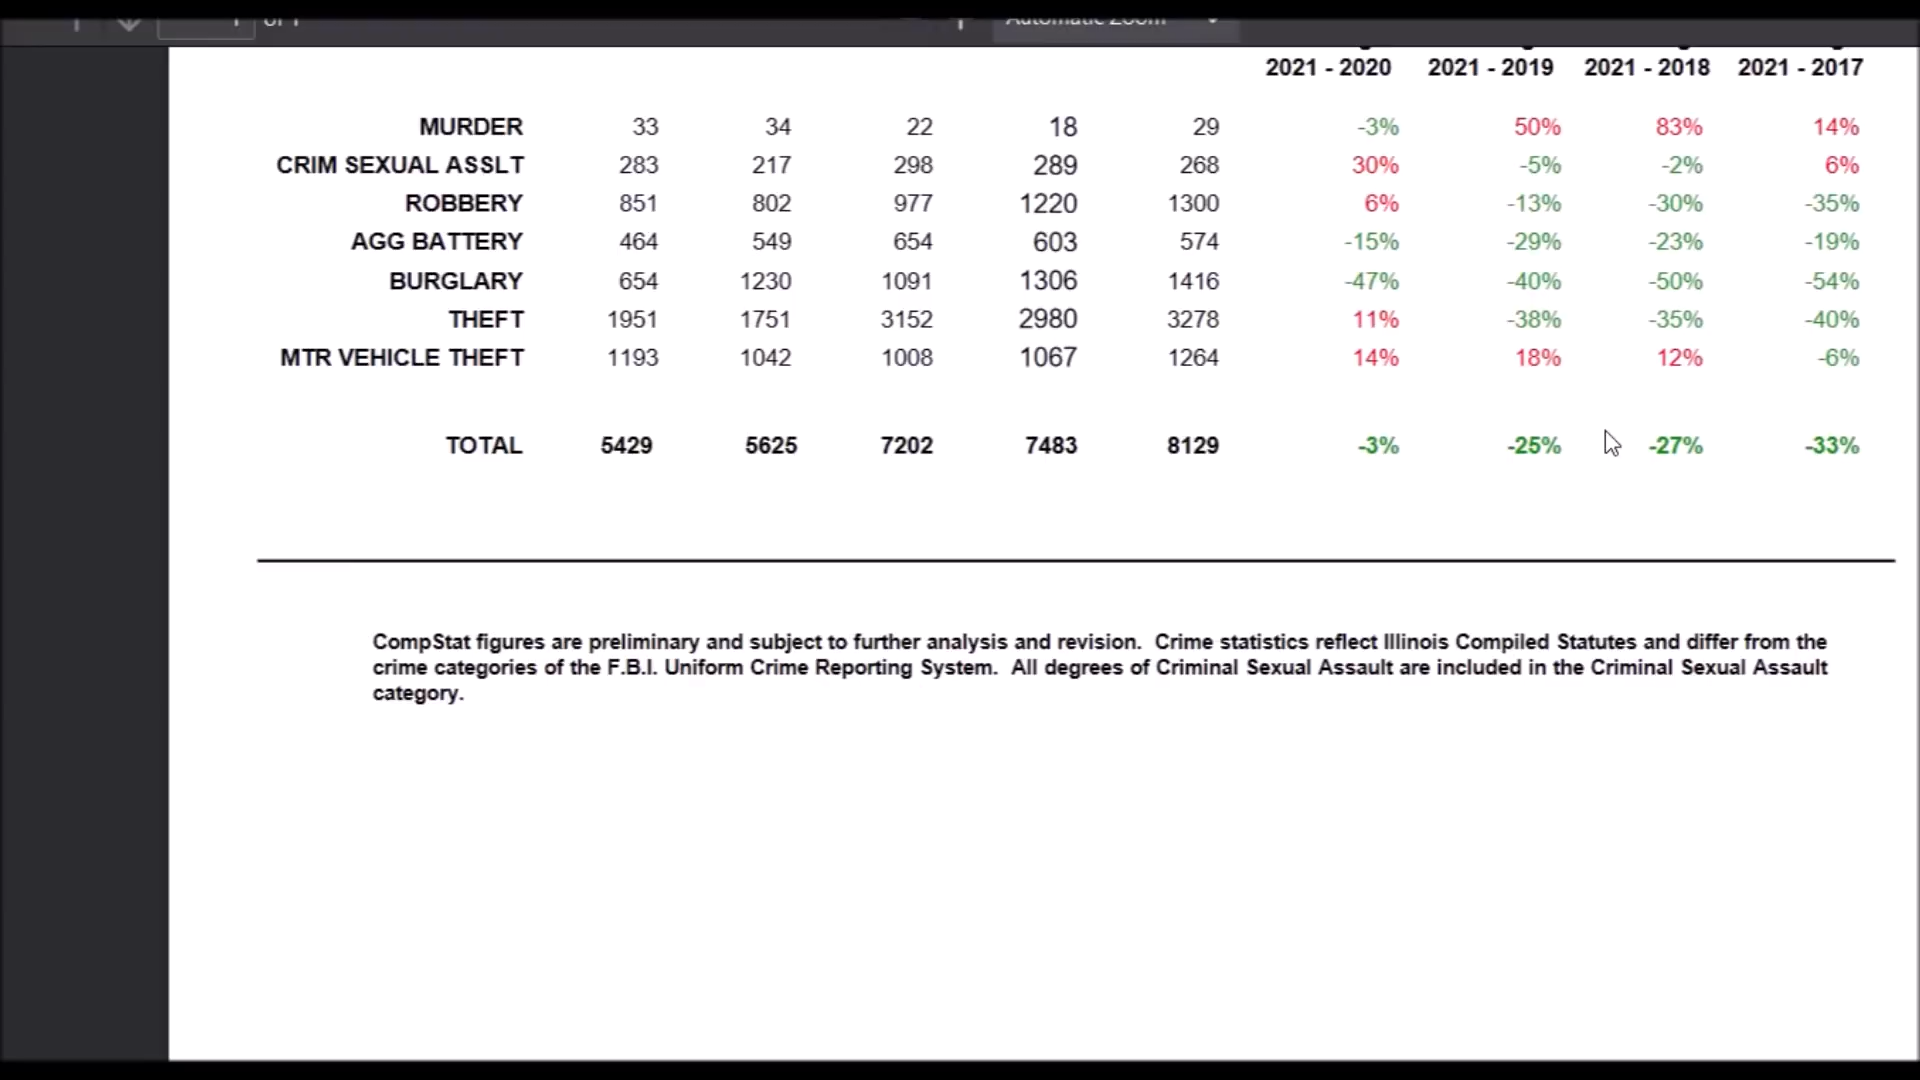 2021 - 2020 2021 - 2019 2021 - 2018 2021 - 2017
MURDER 33 34 22 18 29 -3% 50% 83% 14%
CRIM SEXUAL ASSLT 283 217 298 289 268 30% -5% -2% 6%
ROBBERY 851 802 977 1220 1300 6% -13% -30% -35%
AGG BATTERY 464 549 654 603 574 -15% -29% -23% -19%
BURGLARY 654 1230 1091 1306 1416 -47% -40% -50% -54%
THEFT 1951 1751 3152 2980 3278 11% -38% -35% -40%
MTR VEHICLE THEFT 1193 1042 1008 1067 1264 14% 18% 12% -6%
TOTAL 5429 5625 7202 7483 8129 -3% -25% -27% -33%
CompStat figures are preliminary and subject to further analysis and revision. Crime statistics reflect Illinois Compiled Statutes and differ from the
crime categories of the F.B.I. Uniform Crime Reporting System. All degrees of Criminal Sexual Assault are included in the Criminal Sexual Assault
category.